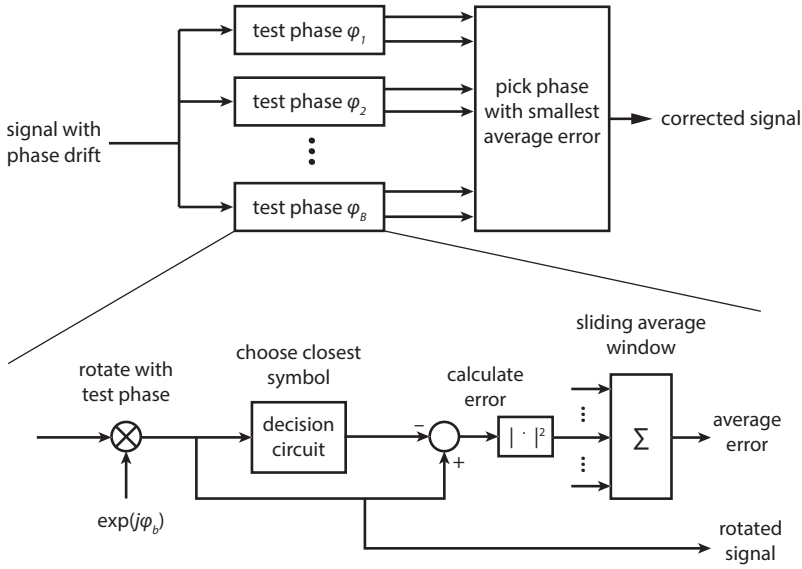 test phase φ1
test phase φ2
test phase φB
signal with
phase drift
pick phase
with smallest
average error
corrected signal
rotate with
test phase
exp(jφb)
choose closest
symbol
decision
circuit
−
+
calculate
error
| · |²
sliding average
window
Σ
average
error
rotated
signal